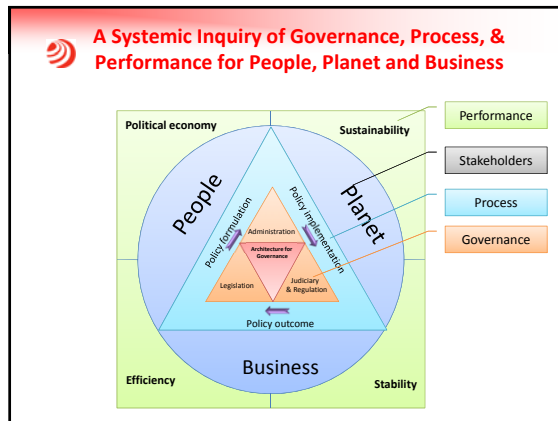 A Systemic Inquiry of Governance, Process, &
Performance for People, Planet and Business
Political economy
Sustainability
Performance
Stakeholders
Process
Governance
People
Planet
Policy formulation
Policy implementation
Administration
Architecture for
Governance
Legislation
Judiciary
& Regulation
Policy outcome
Business
Efficiency
Stability